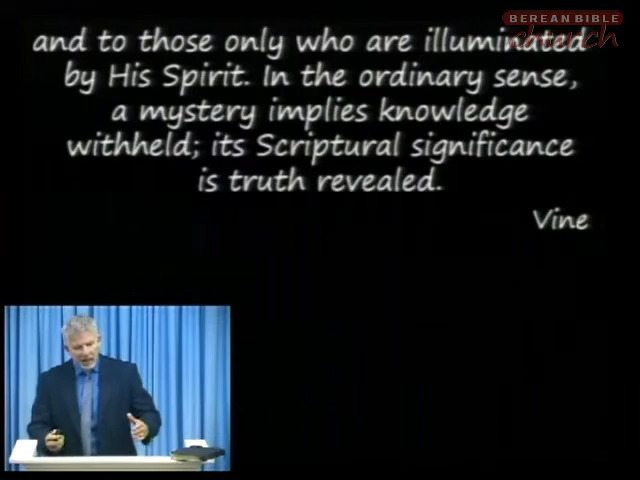 BEREAN BIBLE
church
and to those only who are illuminated
by His Spirit. In the ordinary sense,
a mystery implies knowledge
withheld; its Scriptural significance
is truth revealed.
Vine